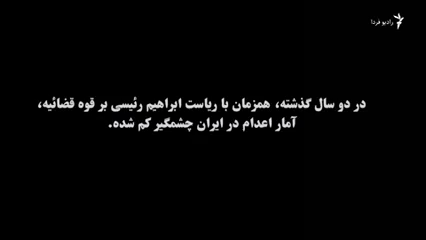 رادیو فردا
در دو سال گذشته، همزمان با ریاست ابراهیم رئیسی بر قوه قضائیه،
آمار اعدام در ایران چشمگیر کم شده.